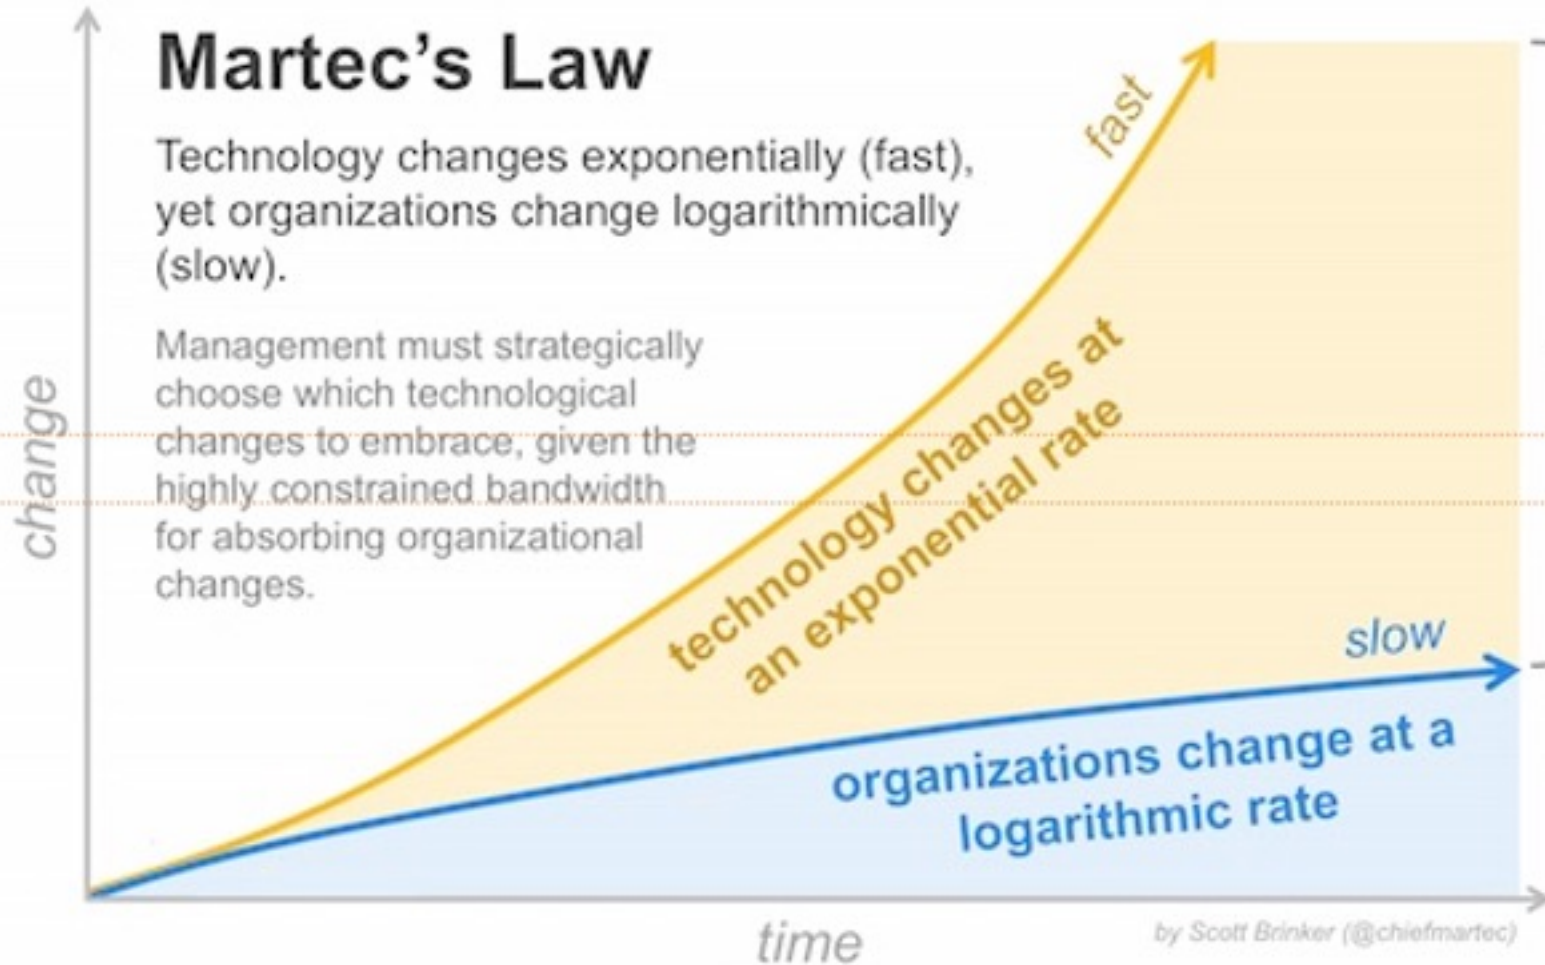 Martec's Law
Technology changes exponentially (fast),
yet organizations change logarithmically
(slow).
Management must strategically
choose which technological
changes to embrace, given the
highly constrained bandwidth
for absorbing organizational
changes.
change
fast
technology changes at
an exponential rate
slow
organizations change at a
logarithmic rate
time
by Scott Brinker (@chiefmartec)